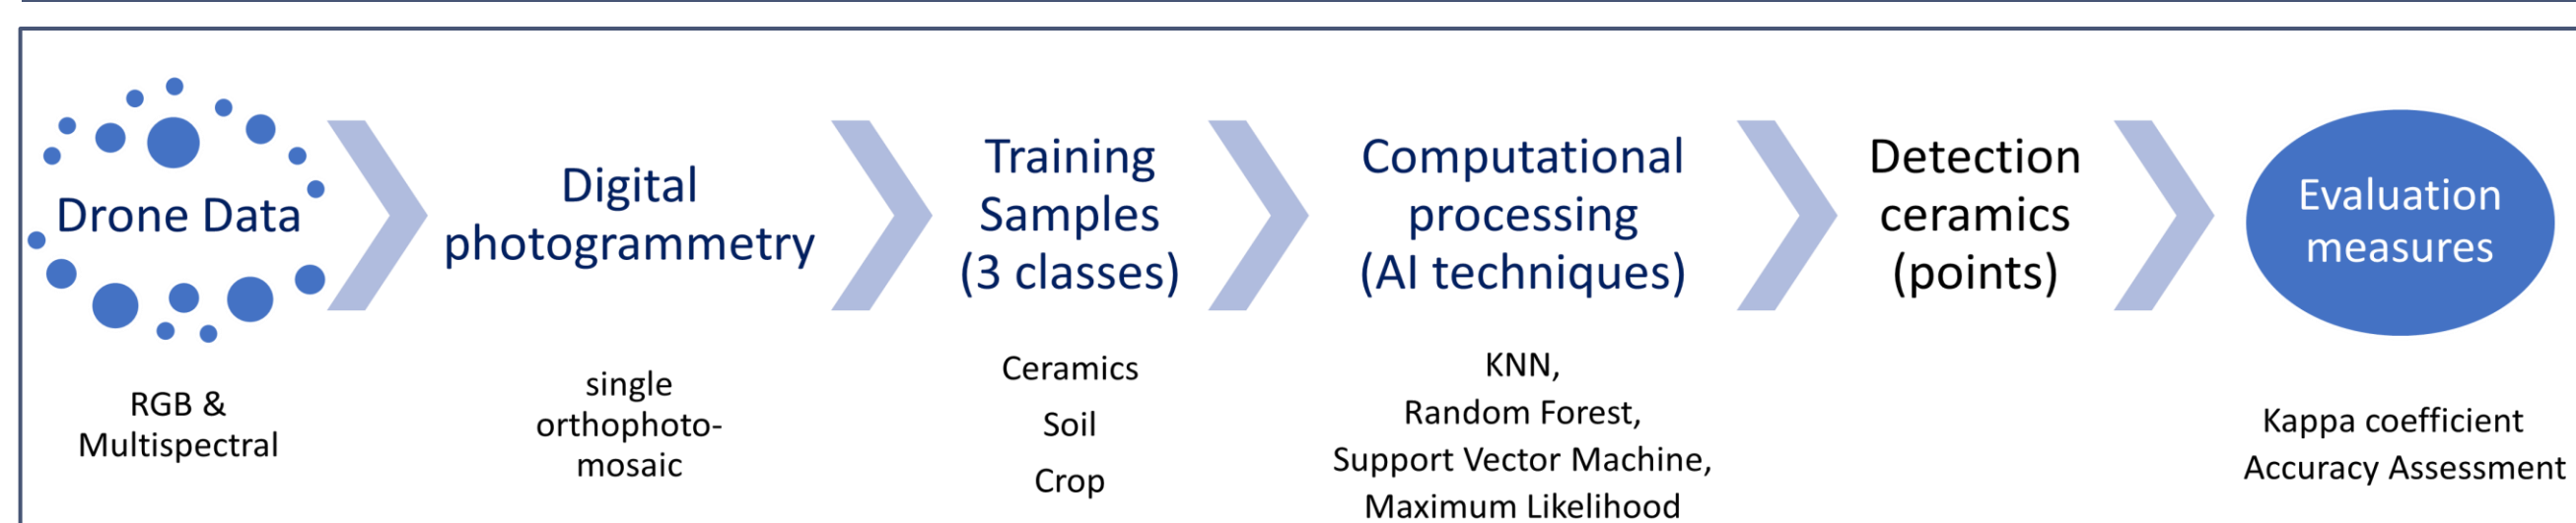 Drone Data
RGB &
Multispectral
Digital
photogrammetry
single
orthophoto-
mosaic
Training
Samples
(3 classes)
Ceramics
Soil
Crop
Computational
processing
(AI techniques)
KNN,
Random Forest,
Support Vector Machine,
Maximum Likelihood
Detection
ceramics
(points)
Evaluation
measures
Kappa coefficient
Accuracy Assessment